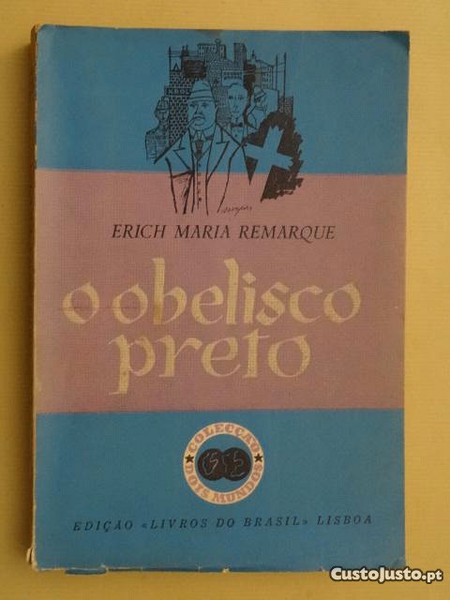 ERICH MARIA REMARQUE
o obelisco
preto
COLECÇÃO
DOIS MUNDOS
EDIÇÃO «LIVROS DO BRASIL» LISBOA
CustoJusto.pt